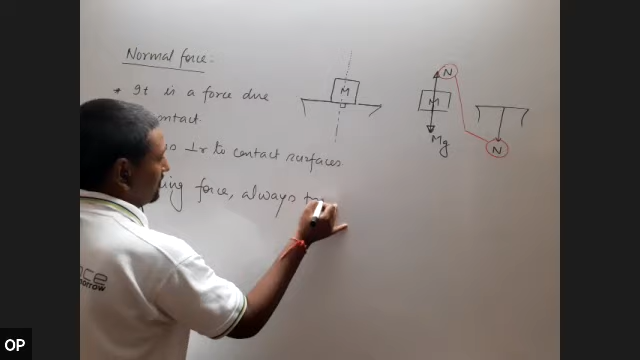 Normal force:
* It is a force due
contact.
⊥r to contact surfaces
force, always
M
N
M
Mg
N
OP